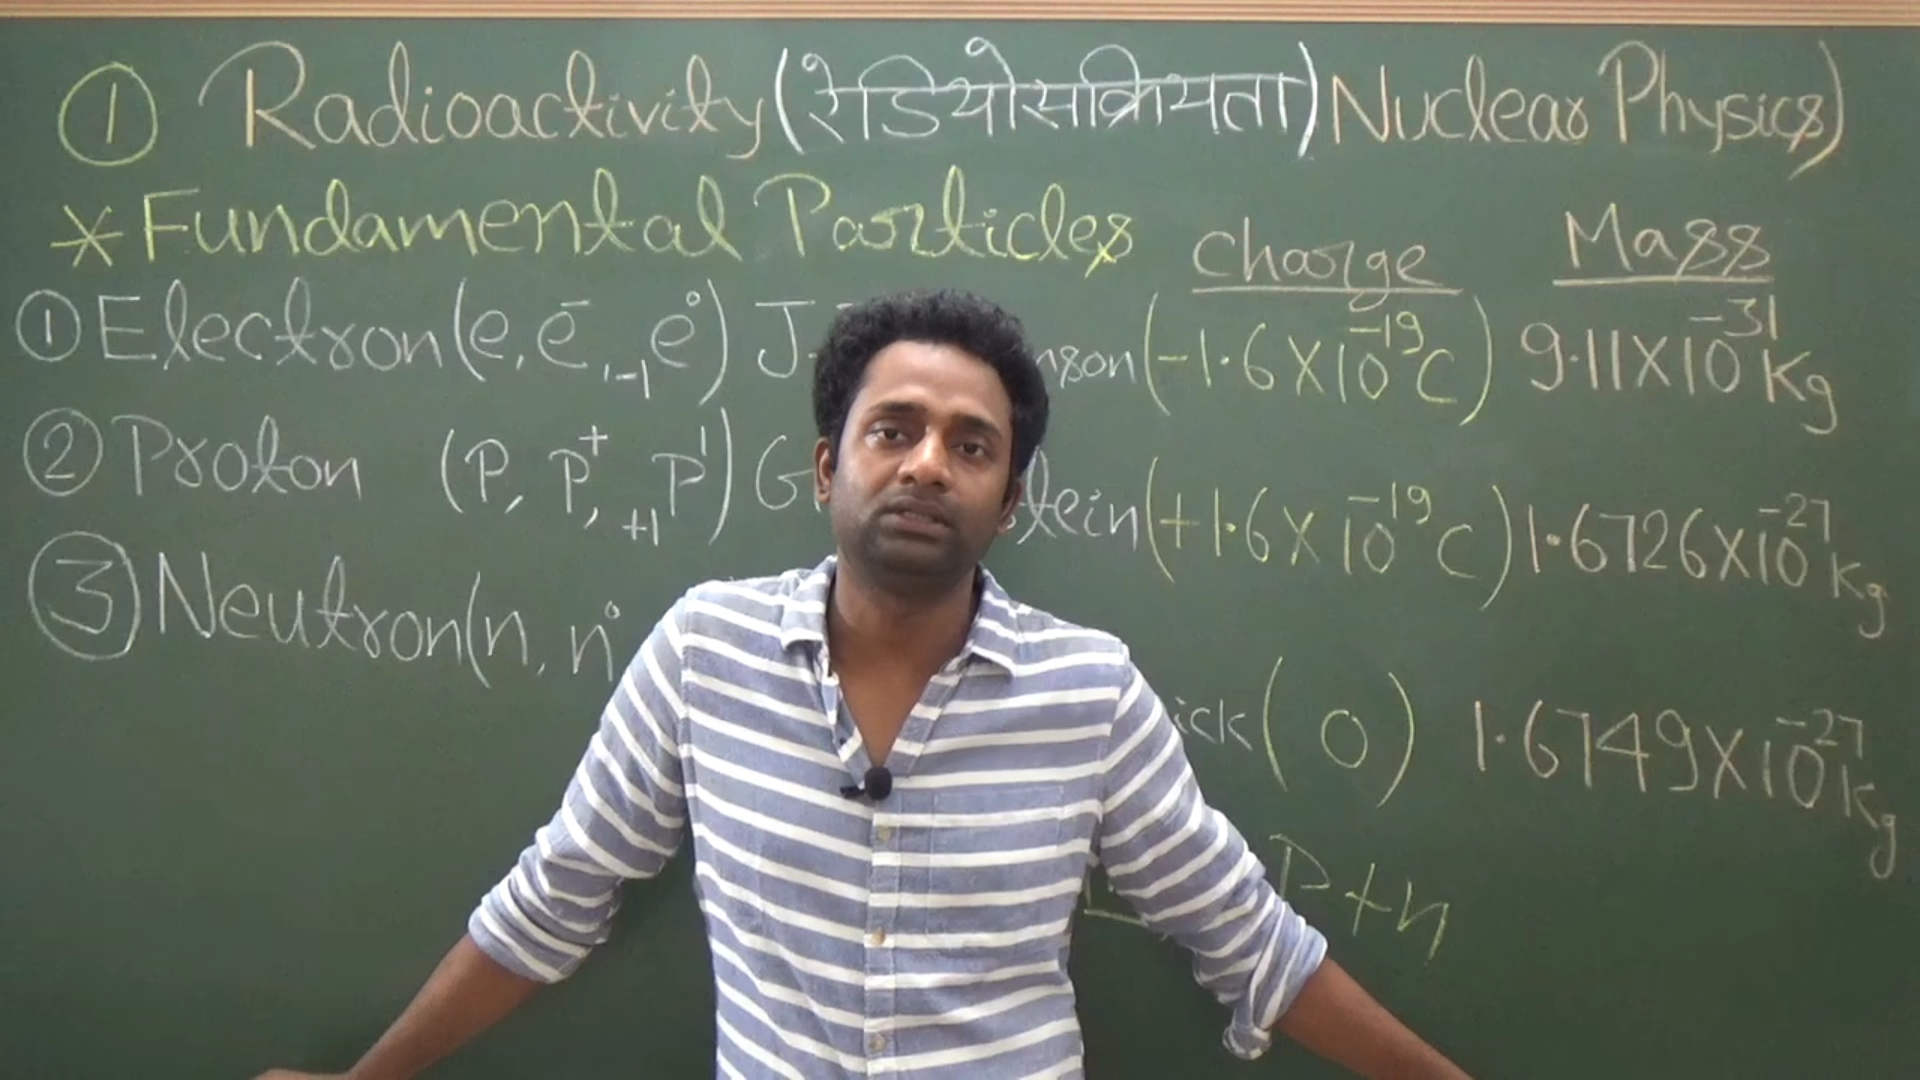 ① Radioactivity (रेडियोसक्रियता) Nuclear Physics)
* Fundamental Particles Charge Mass
① Electron (e, e⁻, ₋₁e⁰) J. (-1.6 X 10⁻¹⁹ C) 9.11 X 10⁻³¹ Kg
② Proton (P, P⁺, ₊₁P¹) G (+1.6 X 10⁻¹⁹ C) 1.6726 X 10⁻²⁷ Kg
③ Neutron (n, n⁰ ick (0) 1.6749 X 10⁻²⁷ Kg
P + n